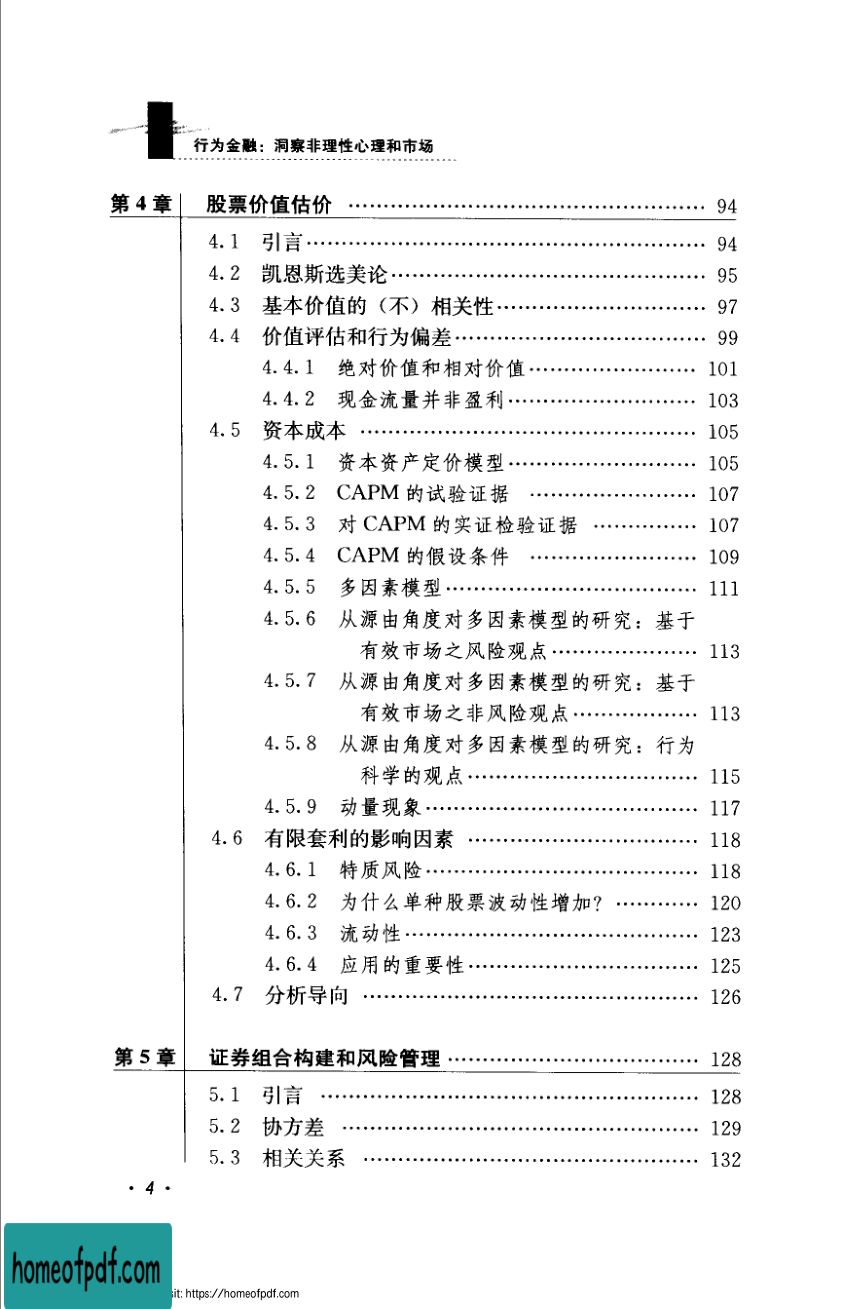 行为金融：洞察非理性心理和市场
第4章 股票价值估价 …… 94
4.1 引言 …… 94
4.2 凯恩斯选美论 …… 95
4.3 基本价值的（不）相关性 …… 97
4.4 价值评估和行为偏差 …… 99
4.4.1 绝对价值和相对价值 …… 101
4.4.2 现金流量并非盈利 …… 103
4.5 资本成本 …… 105
4.5.1 资本资产定价模型 …… 105
4.5.2 CAPM 的试验证据 …… 107
4.5.3 对 CAPM 的实证检验证据 …… 107
4.5.4 CAPM 的假设条件 …… 109
4.5.5 多因素模型 …… 111
4.5.6 从源由角度对多因素模型的研究：基于
有效市场之风险观点 …… 113
4.5.7 从源由角度对多因素模型的研究：基于
有效市场之非风险观点 …… 113
4.5.8 从源由角度对多因素模型的研究：行为
科学的观点 …… 115
4.5.9 动量现象 …… 117
4.6 有限套利的影响因素 …… 118
4.6.1 特质风险 …… 118
4.6.2 为什么单种股票波动性增加？ …… 120
4.6.3 流动性 …… 123
4.6.4 应用的重要性 …… 125
4.7 分析导向 …… 126
第5章 证券组合构建和风险管理 …… 128
5.1 引言 …… 128
5.2 协方差 …… 129
5.3 相关关系 …… 132
· 4 ·
homeofpdf.com
sit: https://homeofpdf.com